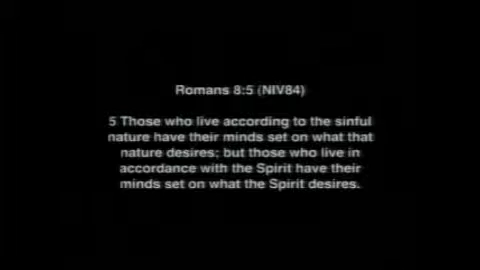 Romans 8:5 (NIV84)
5 Those who live according to the sinful
nature have their minds set on what that
nature desires; but those who live in
accordance with the Spirit have their
minds set on what the Spirit desires.